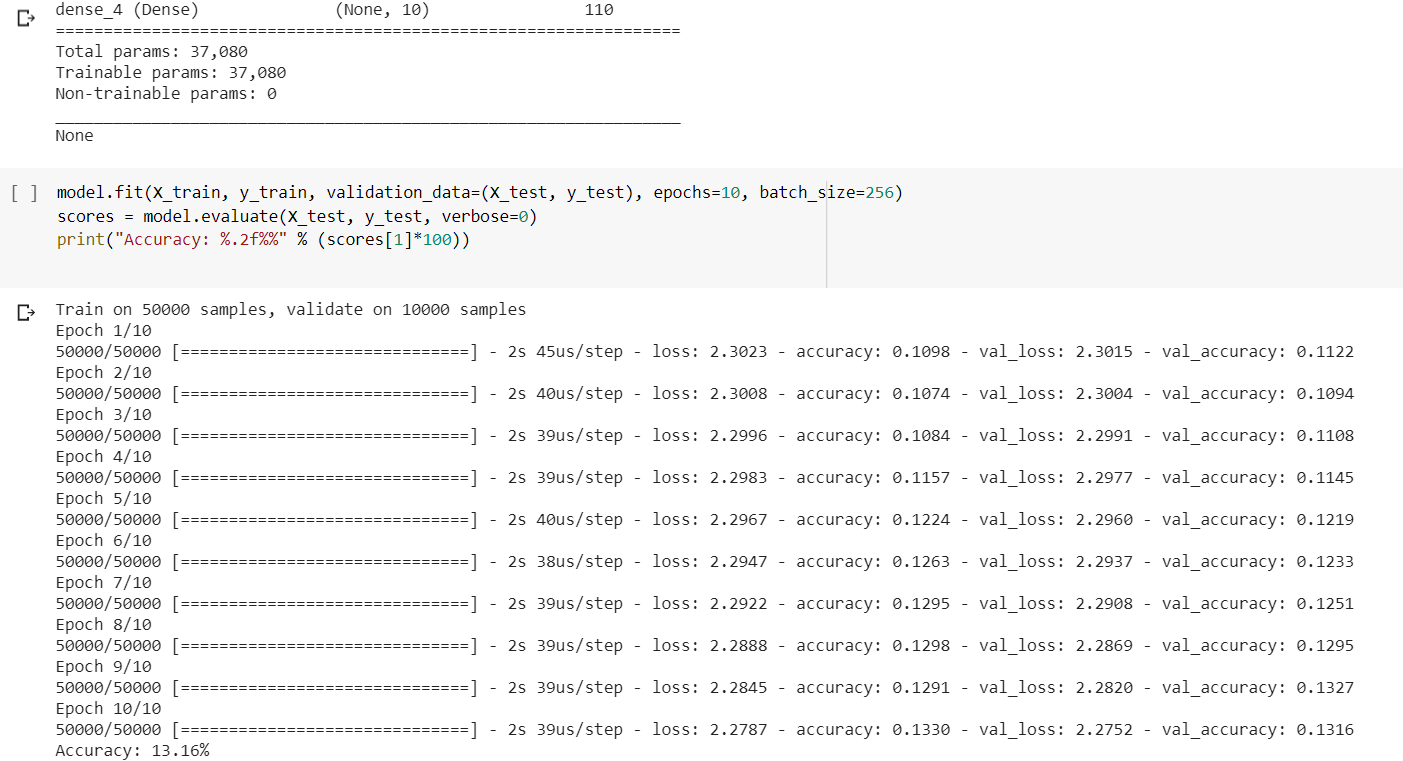 dense_4 (Dense)              (None, 10)                110
=================================================================
Total params: 37,080
Trainable params: 37,080
Non-trainable params: 0
_________________________________________________________________
None
[ ] model.fit(X_train, y_train, validation_data=(X_test, y_test), epochs=10, batch_size=256)
scores = model.evaluate(X_test, y_test, verbose=0)
print("Accuracy: %.2f%%" % (scores[1]*100))
Train on 50000 samples, validate on 10000 samples
Epoch 1/10
50000/50000 [==============================] - 2s 45us/step - loss: 2.3023 - accuracy: 0.1098 - val_loss: 2.3015 - val_accuracy: 0.1122
Epoch 2/10
50000/50000 [==============================] - 2s 40us/step - loss: 2.3008 - accuracy: 0.1074 - val_loss: 2.3004 - val_accuracy: 0.1094
Epoch 3/10
50000/50000 [==============================] - 2s 39us/step - loss: 2.2996 - accuracy: 0.1084 - val_loss: 2.2991 - val_accuracy: 0.1108
Epoch 4/10
50000/50000 [==============================] - 2s 39us/step - loss: 2.2983 - accuracy: 0.1157 - val_loss: 2.2977 - val_accuracy: 0.1145
Epoch 5/10
50000/50000 [==============================] - 2s 40us/step - loss: 2.2967 - accuracy: 0.1224 - val_loss: 2.2960 - val_accuracy: 0.1219
Epoch 6/10
50000/50000 [==============================] - 2s 38us/step - loss: 2.2947 - accuracy: 0.1263 - val_loss: 2.2937 - val_accuracy: 0.1233
Epoch 7/10
50000/50000 [==============================] - 2s 39us/step - loss: 2.2922 - accuracy: 0.1295 - val_loss: 2.2908 - val_accuracy: 0.1251
Epoch 8/10
50000/50000 [==============================] - 2s 39us/step - loss: 2.2888 - accuracy: 0.1298 - val_loss: 2.2869 - val_accuracy: 0.1295
Epoch 9/10
50000/50000 [==============================] - 2s 39us/step - loss: 2.2845 - accuracy: 0.1291 - val_loss: 2.2820 - val_accuracy: 0.1327
Epoch 10/10
50000/50000 [==============================] - 2s 39us/step - loss: 2.2787 - accuracy: 0.1330 - val_loss: 2.2752 - val_accuracy: 0.1316
Accuracy: 13.16%